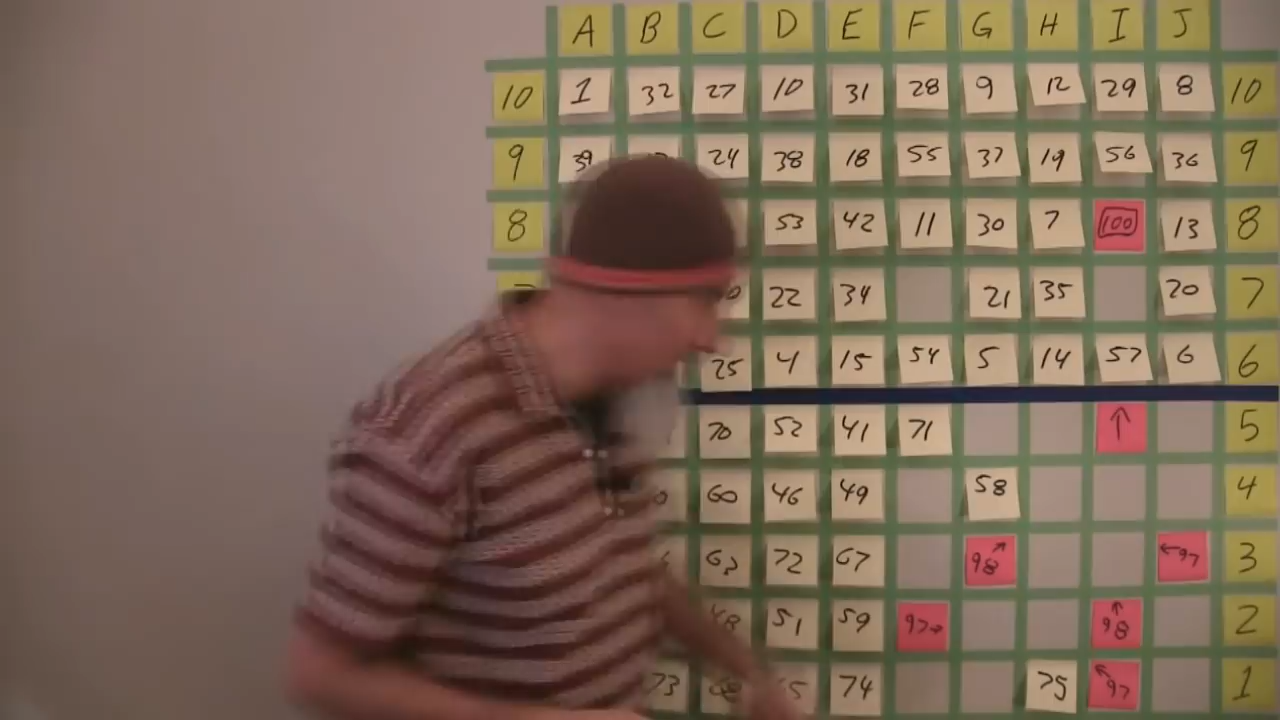 A B C D E F G H I J
10 1 32 27 10 31 28 9 12 29 8 10
9 39 24 38 18 55 37 19 56 36 9
8 53 42 11 30 7 100 13 8
22 34 21 35 20 7
25 4 15 54 5 14 57 6 6
70 52 41 71 ↑ 5
60 46 49 58 4
72 67 98↗ ←97 3
51 59 97→ ↑98 2
73 74 75 ↖97 1